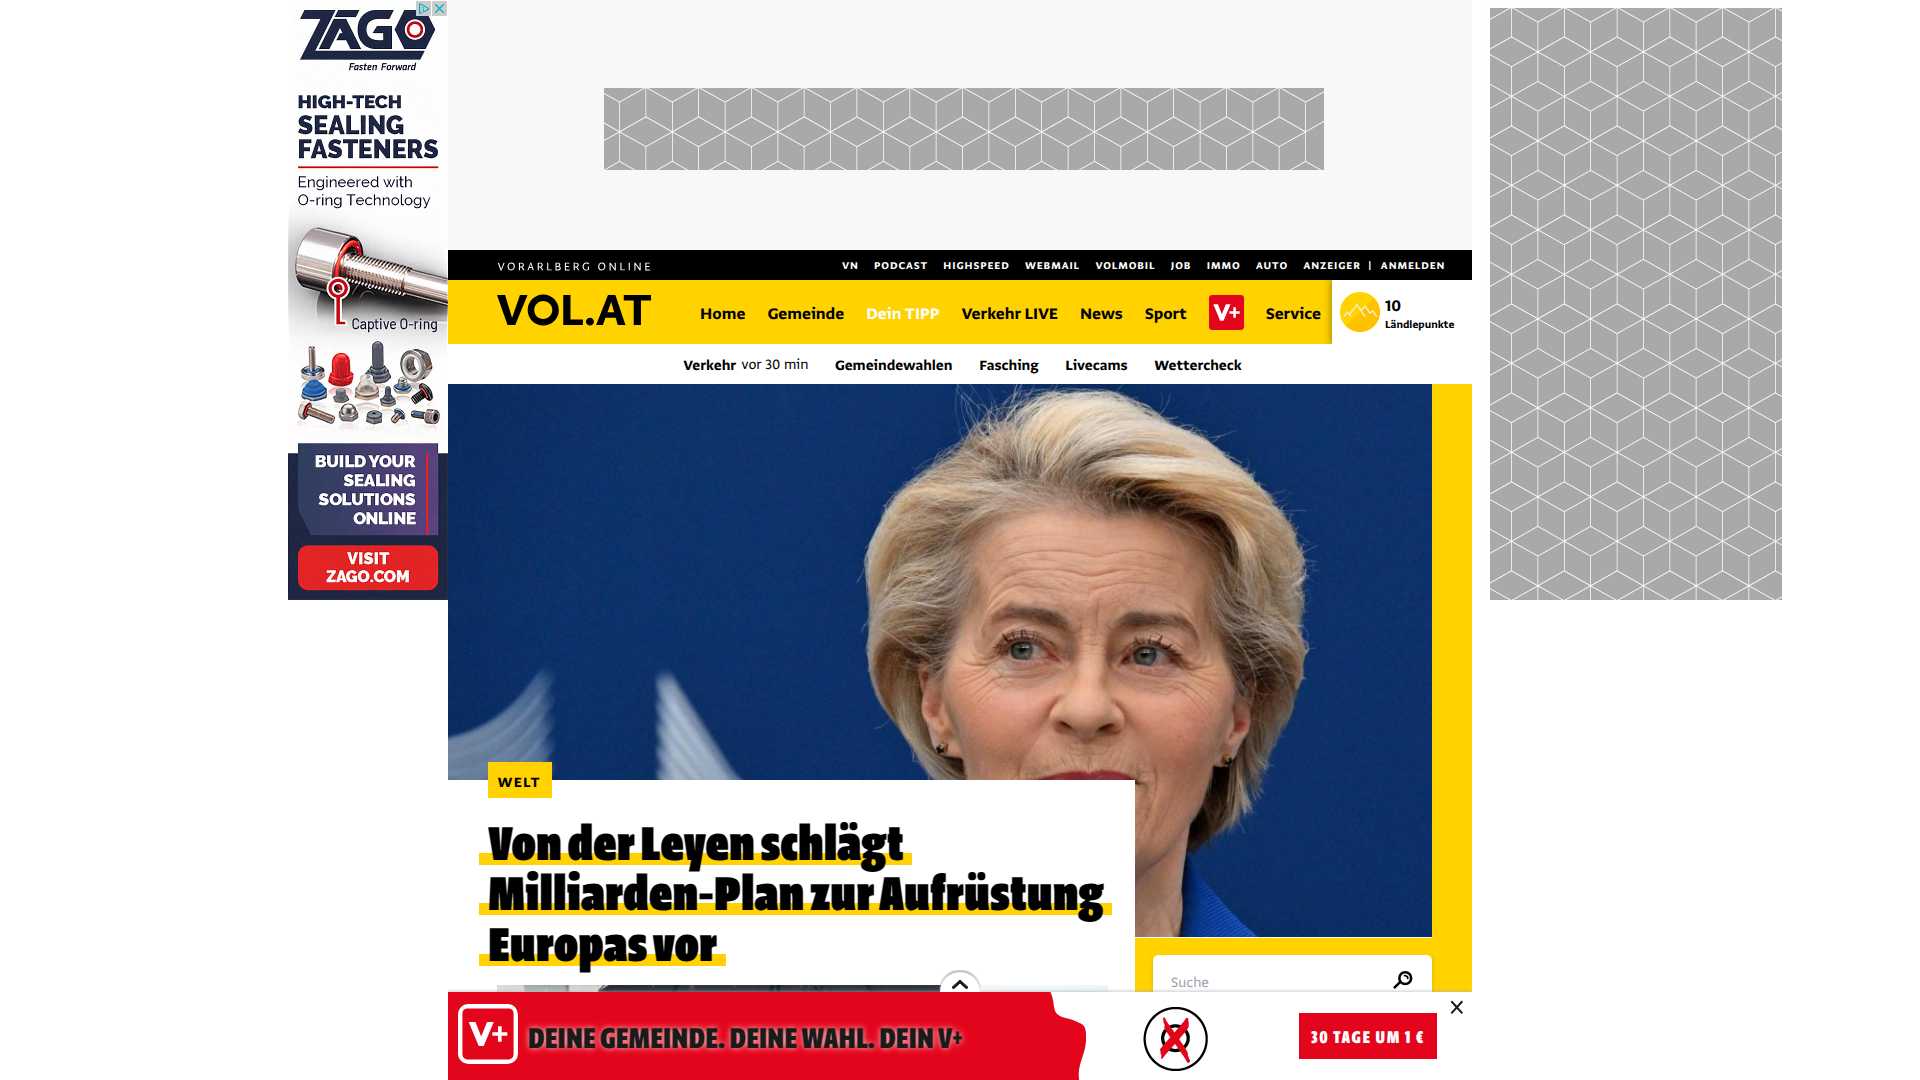 ZAGO
Fasten Forward
HIGH-TECH
SEALING
FASTENERS
Engineered with
O-ring Technology
Captive O-ring
BUILD YOUR
SEALING
SOLUTIONS
ONLINE
VISIT
ZAGO.COM
VORARLBERG ONLINE
VN PODCAST HIGHSPEED WEBMAIL VOLMOBIL JOB IMMO AUTO ANZEIGER | ANMELDEN
VOL.AT
Home Gemeinde Dein TIPP Verkehr LIVE News Sport V+ Service
10
Ländlepunkte
Verkehr vor 30 min Gemeindewahlen Fasching Livecams Wettercheck
WELT
Von der Leyen schlägt
Milliarden-Plan zur Aufrüstung
Europas vor
Suche
V+ DEINE GEMEINDE. DEINE WAHL. DEIN V+
30 TAGE UM 1 €